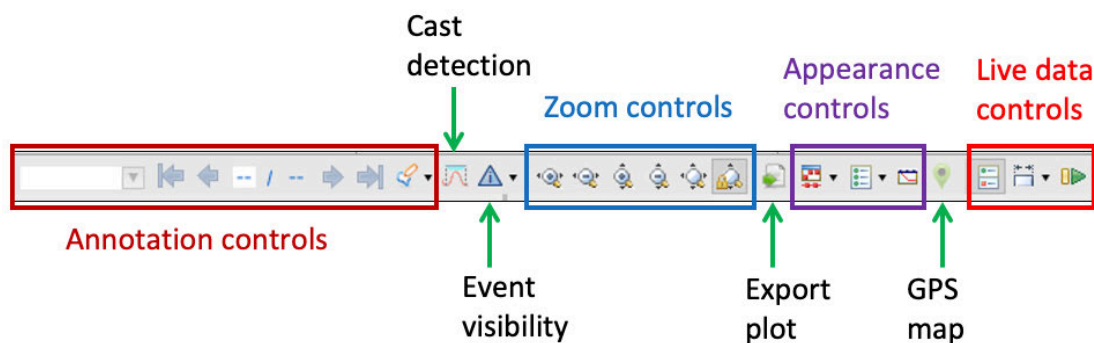 Cast
detection
Appearance
controls
Live data
controls
Zoom controls
-- / --
Annotation controls
Event
visibility
Export
plot
GPS
map